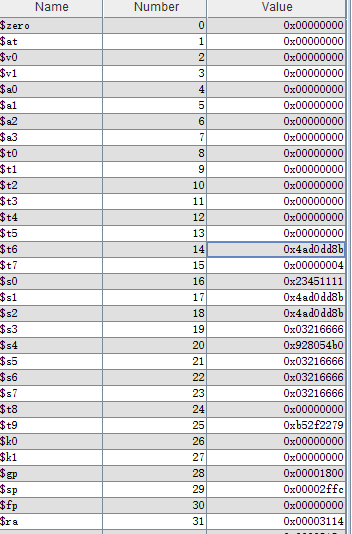 Name Number Value
$zero 0 0x00000000
$at 1 0x00000000
$v0 2 0x00000000
$v1 3 0x00000000
$a0 4 0x00000000
$a1 5 0x00000000
$a2 6 0x00000000
$a3 7 0x00000000
$t0 8 0x00000000
$t1 9 0x00000000
$t2 10 0x00000000
$t3 11 0x00000000
$t4 12 0x00000000
$t5 13 0x00000000
$t6 14 0x4ad0dd8b
$t7 15 0x00000004
$s0 16 0x23451111
$s1 17 0x4ad0dd8b
$s2 18 0x4ad0dd8b
$s3 19 0x03216666
$s4 20 0x928054b0
$s5 21 0x03216666
$s6 22 0x03216666
$s7 23 0x03216666
$t8 24 0x00000000
$t9 25 0xb52f2279
$k0 26 0x00000000
$k1 27 0x00000000
$gp 28 0x00001800
$sp 29 0x00002ffc
$fp 30 0x00000000
$ra 31 0x00003114